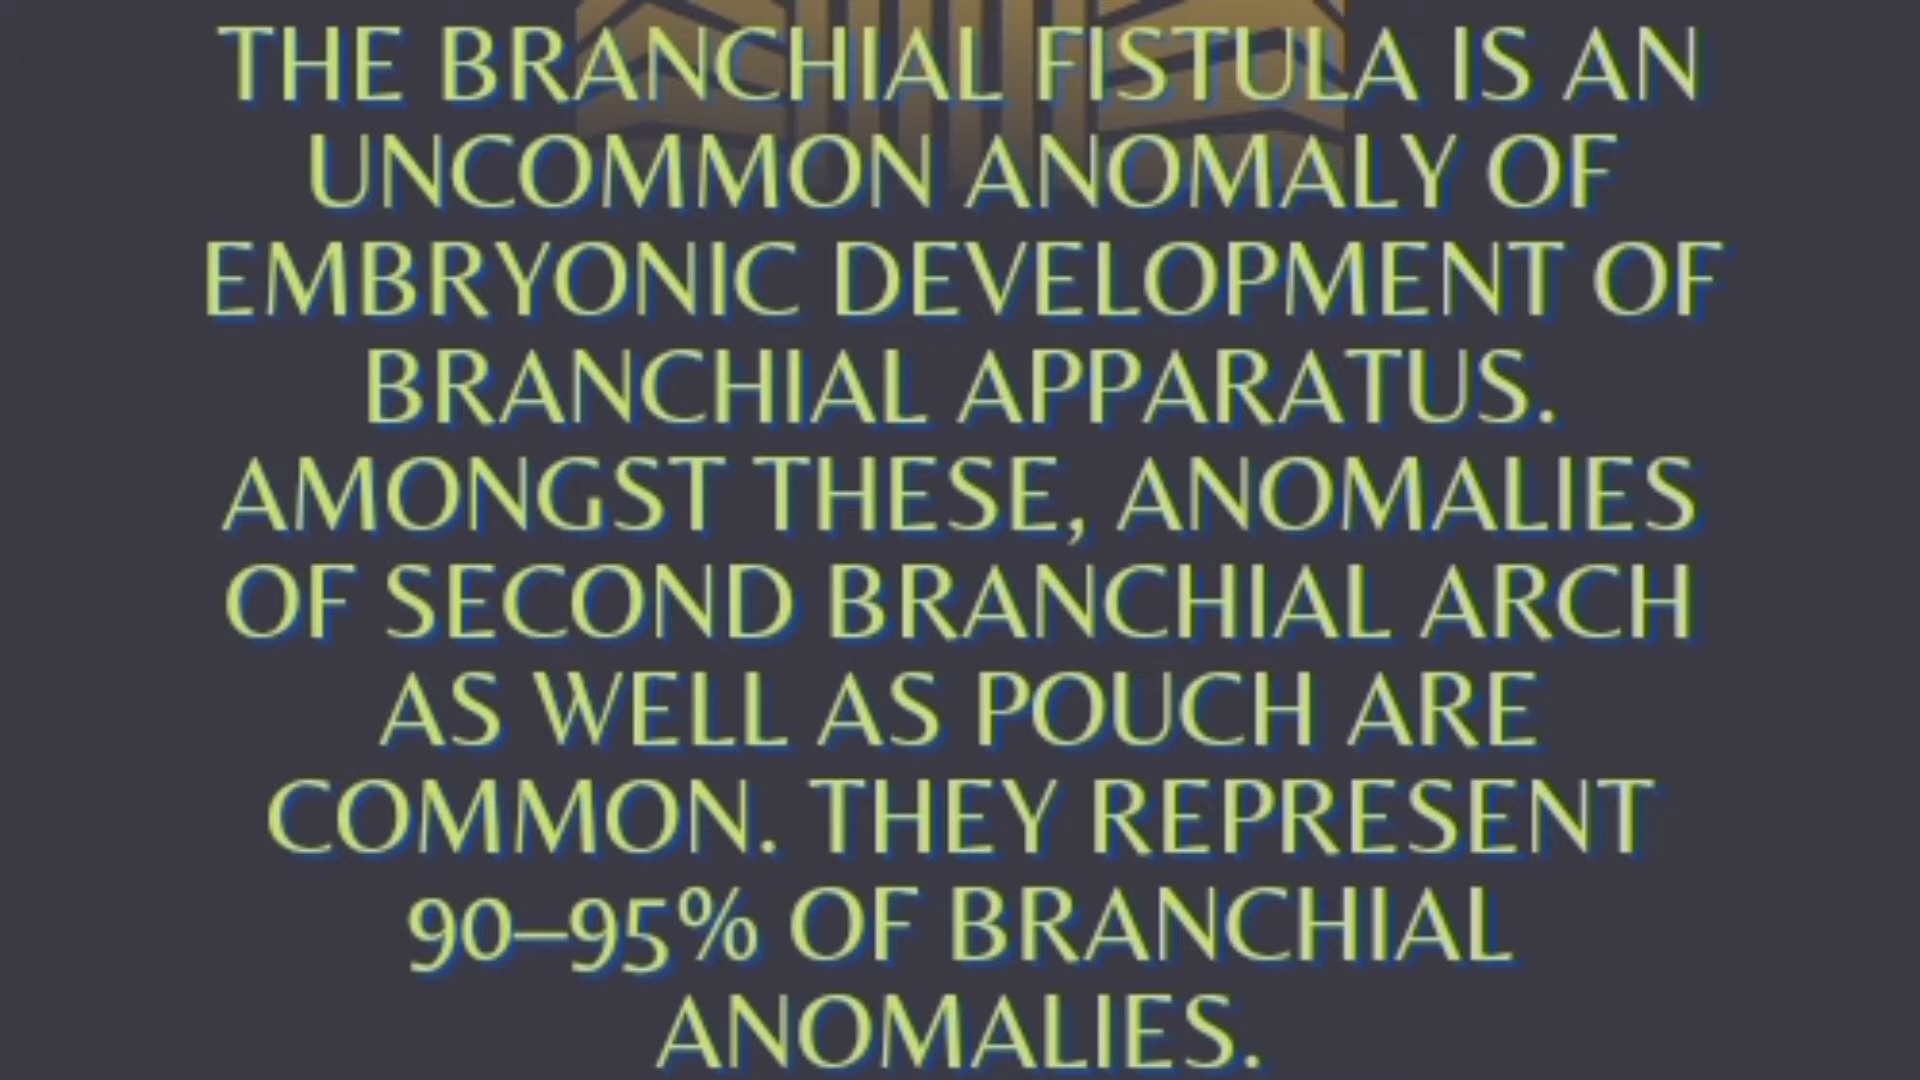 THE BRANCHIAL FISTULA IS AN
UNCOMMON ANOMALY OF
EMBRYONIC DEVELOPMENT OF
BRANCHIAL APPARATUS.
AMONGST THESE, ANOMALIES
OF SECOND BRANCHIAL ARCH
AS WELL AS POUCH ARE
COMMON. THEY REPRESENT
90–95% OF BRANCHIAL
ANOMALIES.